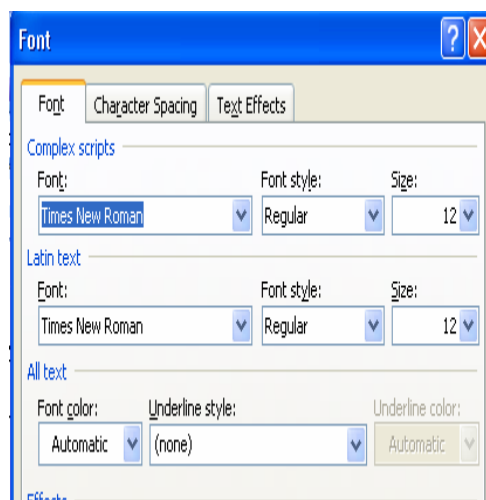 Font ?
Font Character Spacing Text Effects
Complex scripts
Font: Font style: Size:
Times New Roman Regular 12
Latin text
Font: Font style: Size:
Times New Roman Regular 12
All text
Font color: Underline style: Underline color:
Automatic (none) Automatic
Effects